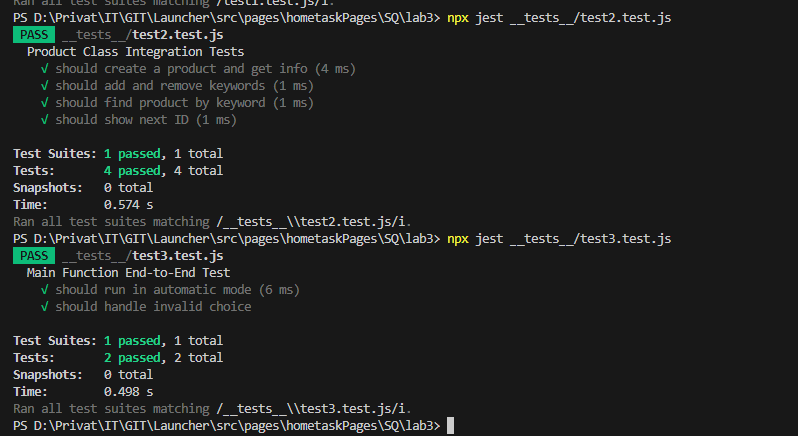 Ran all test suites matching /test1.test.js/i.
PS D:\Privat\IT\GIT\Launcher\src\pages\hometaskPages\SQ\lab3> npx jest __tests__/test2.test.js
PASS __tests__/test2.test.js
Product Class Integration Tests
√ should create a product and get info (4 ms)
√ should add and remove keywords (1 ms)
√ should find product by keyword (1 ms)
√ should show next ID (1 ms)
Test Suites: 1 passed, 1 total
Tests: 4 passed, 4 total
Snapshots: 0 total
Time: 0.574 s
Ran all test suites matching /__tests__\\test2.test.js/i.
PS D:\Privat\IT\GIT\Launcher\src\pages\hometaskPages\SQ\lab3> npx jest __tests__/test3.test.js
PASS __tests__/test3.test.js
Main Function End-to-End Test
√ should run in automatic mode (6 ms)
√ should handle invalid choice
Test Suites: 1 passed, 1 total
Tests: 2 passed, 2 total
Snapshots: 0 total
Time: 0.498 s
Ran all test suites matching /__tests__\\test3.test.js/i.
PS D:\Privat\IT\GIT\Launcher\src\pages\hometaskPages\SQ\lab3>